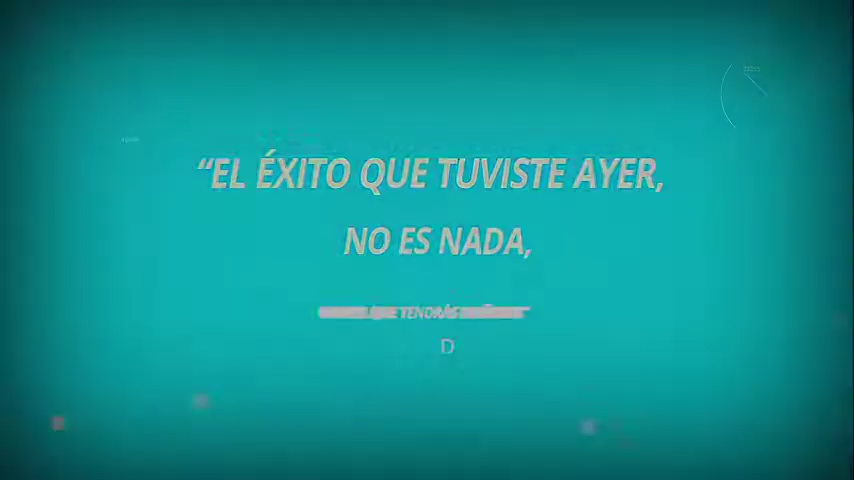 “EL ÉXITO QUE TUVISTE AYER,
NO ES NADA,
QUE TENDRÁS
D